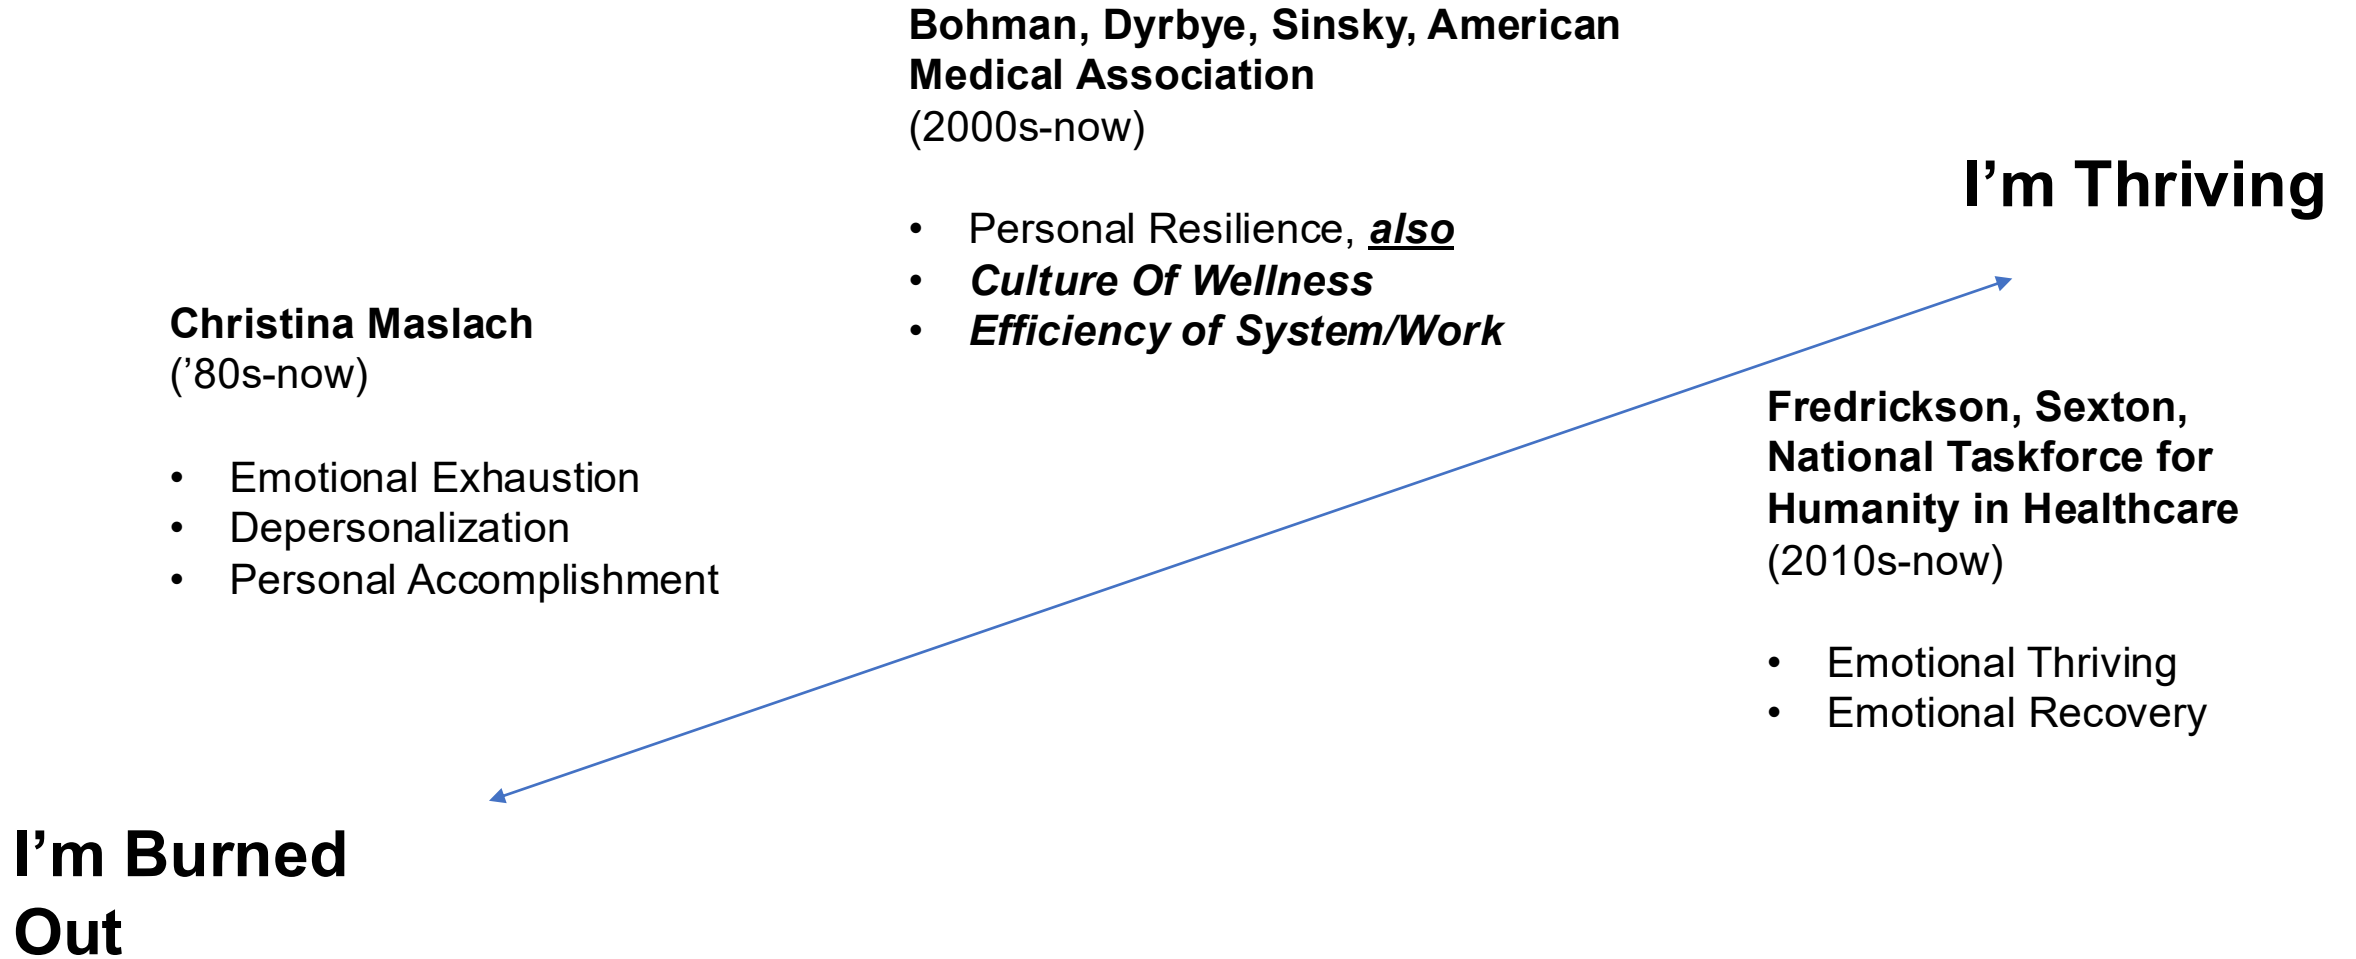 Bohman, Dyrbye, Sinsky, American
Medical Association
(2000s-now)
• Personal Resilience, also
• Culture Of Wellness
• Efficiency of System/Work
I’m Thriving
Christina Maslach
(’80s-now)
• Emotional Exhaustion
• Depersonalization
• Personal Accomplishment
Fredrickson, Sexton,
National Taskforce for
Humanity in Healthcare
(2010s-now)
• Emotional Thriving
• Emotional Recovery
I’m Burned
Out